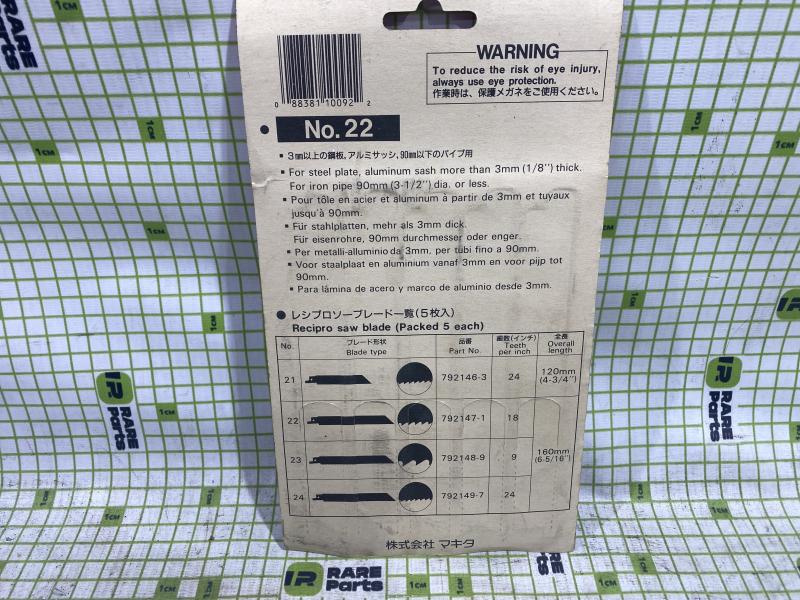 WARNING
To reduce the risk of eye injury,
always use eye protection.
作業時は、保護メガネをご使用ください。
0 88381 10092 2
No.22
3㎜以上の鋼板、アルミサッシ、90㎜以下のパイプ用
For steel plate, aluminum sash more than 3mm (1/8'') thick.
For iron pipe 90mm (3-1/2'') dia. or less.
Pour tôle en acier et aluminum à partir de 3mm et tuyaux
jusqu'à 90mm.
Für stahlplatten, mehr als 3mm dick.
Für eisenrohre, 90mm durchmesser oder enger.
Per metalli-alluminio da 3mm, per tubi fino a 90mm.
Voor staalplaat en aluminium vanaf 3mm en voor pijp tot
90mm.
Para lámina de acero y marco de aluminio desde 3mm.
レシプロソーブレード一覧(5枚入)
Recipro saw blade (Packed 5 each)
No. ブレード形状 品番 歯数(インチ) 全長
Blade type Part No. Teeth per inch Overall length
21 792146-3 24 120mm (4-3/4'')
22 792147-1 18
23 792148-9 9 160mm (6-5/16'')
24 792149-7 24
株式会社 マキタ
RARE Parts
1CM